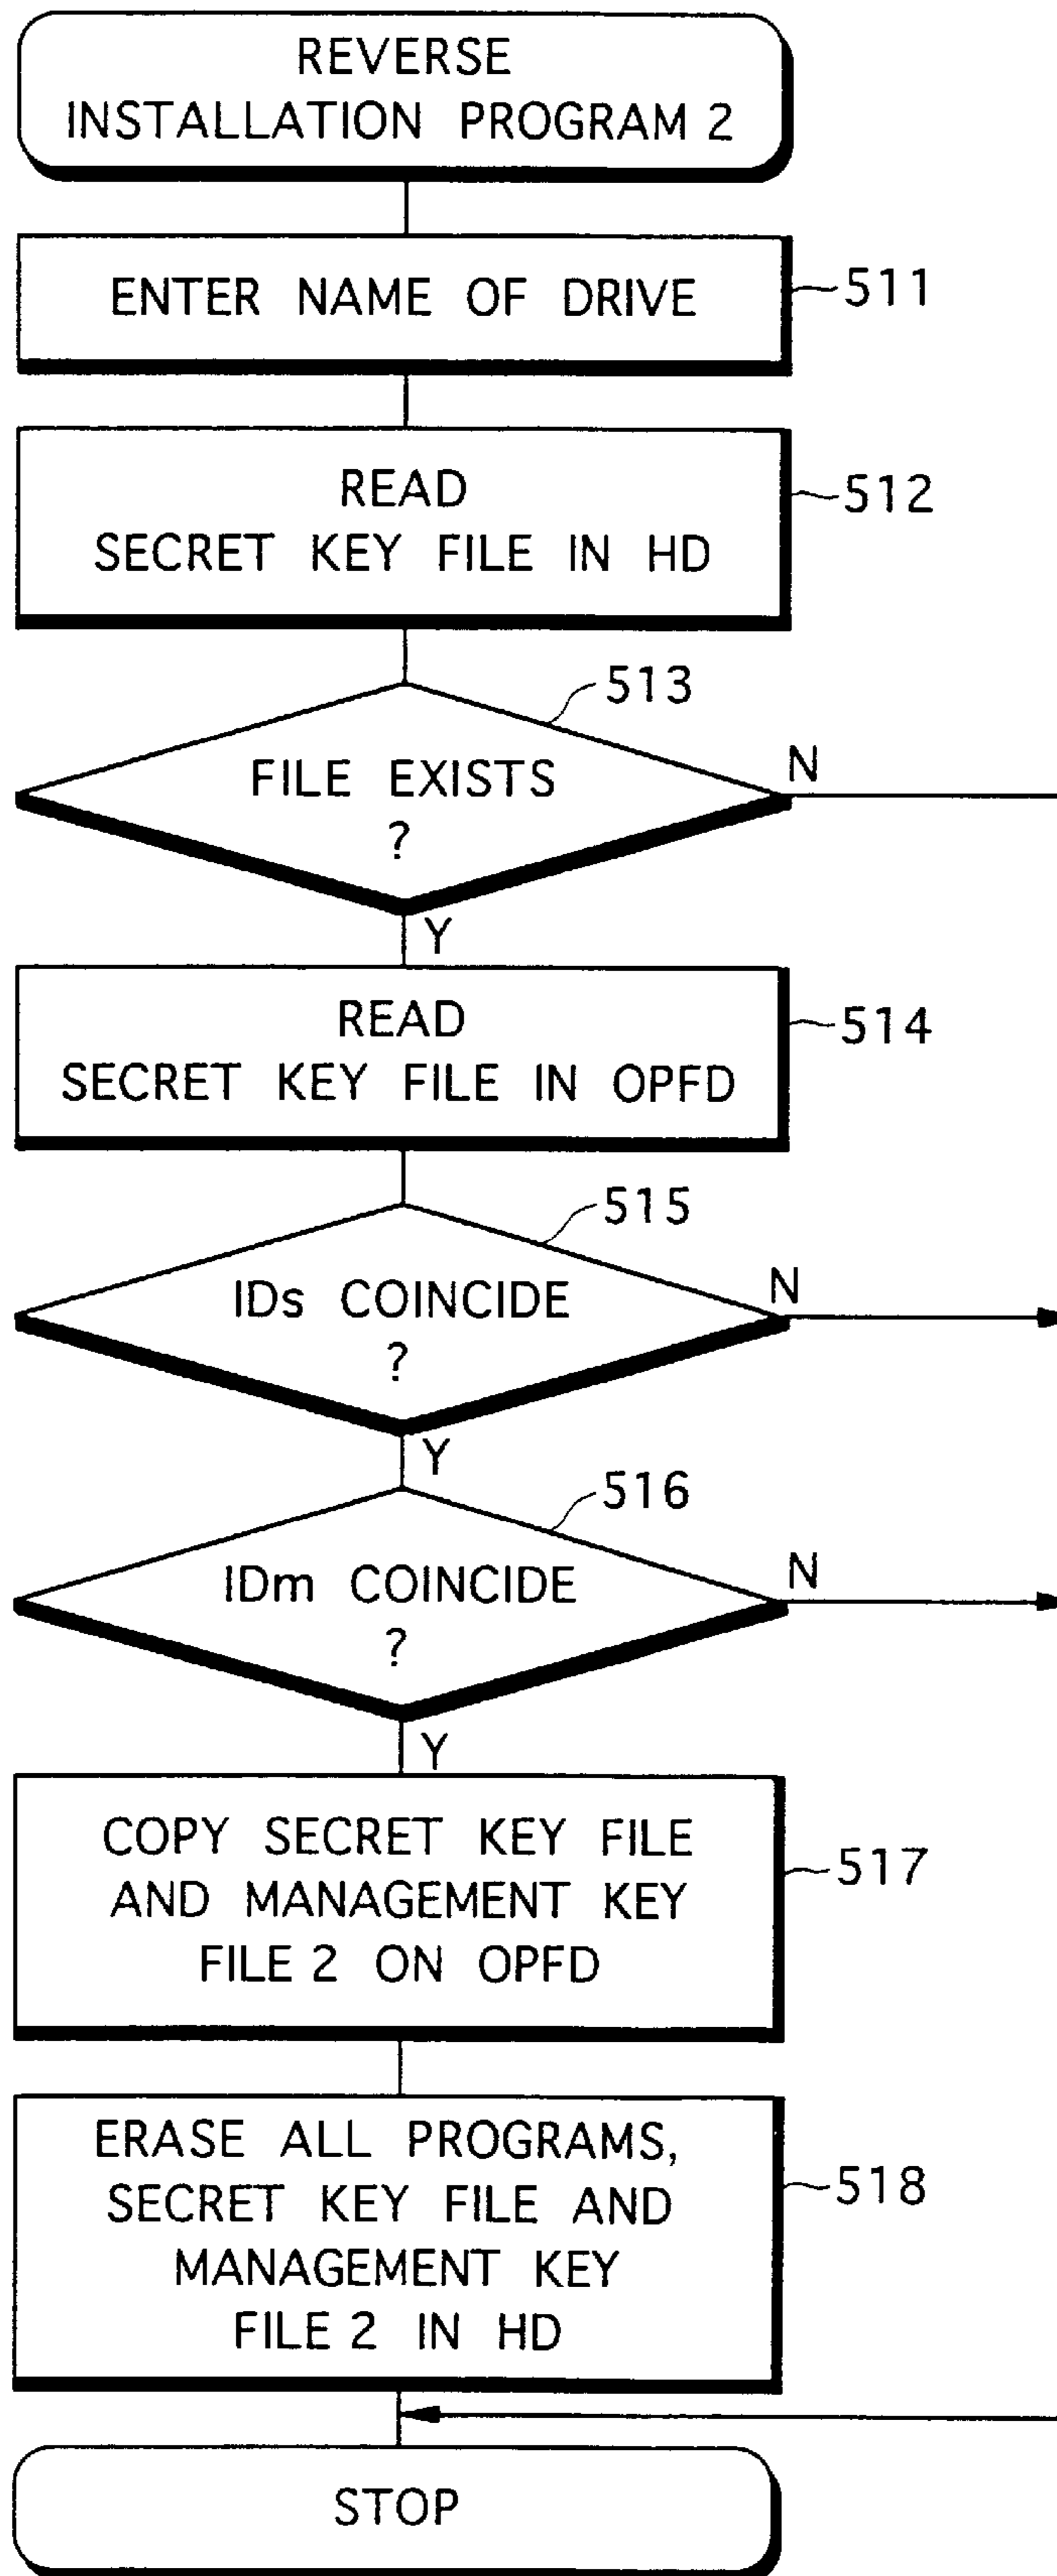 REVERSE
INSTALLATION PROGRAM 2
ENTER NAME OF DRIVE
511
READ
SECRET KEY FILE IN HD
512
513
FILE EXISTS
?
N
Y
READ
SECRET KEY FILE IN OPFD
514
515
IDs COINCIDE
?
N
Y
516
IDm COINCIDE
?
N
Y
COPY SECRET KEY FILE
AND MANAGEMENT KEY
FILE 2 ON OPFD
517
ERASE ALL PROGRAMS,
SECRET KEY FILE AND
MANAGEMENT KEY
FILE 2 IN HD
518
STOP